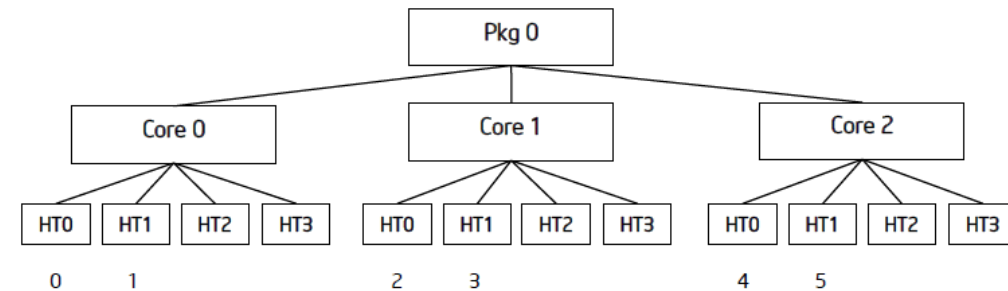 Pkg 0
Core 0 Core 1 Core 2
HT0 HT1 HT2 HT3 HT0 HT1 HT2 HT3 HT0 HT1 HT2 HT3
0 1 2 3 4 5